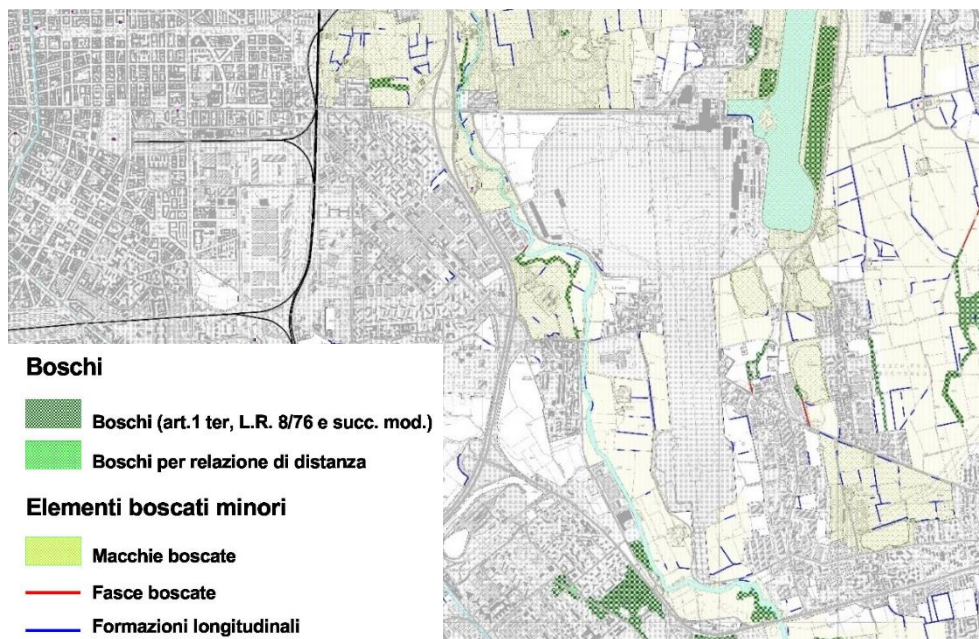 Boschi
Boschi (art.1 ter, L.R. 8/76 e succ. mod.)
Boschi per relazione di distanza
Elementi boscati minori
Macchie boscate
Fasce boscate
Formazioni longitudinali